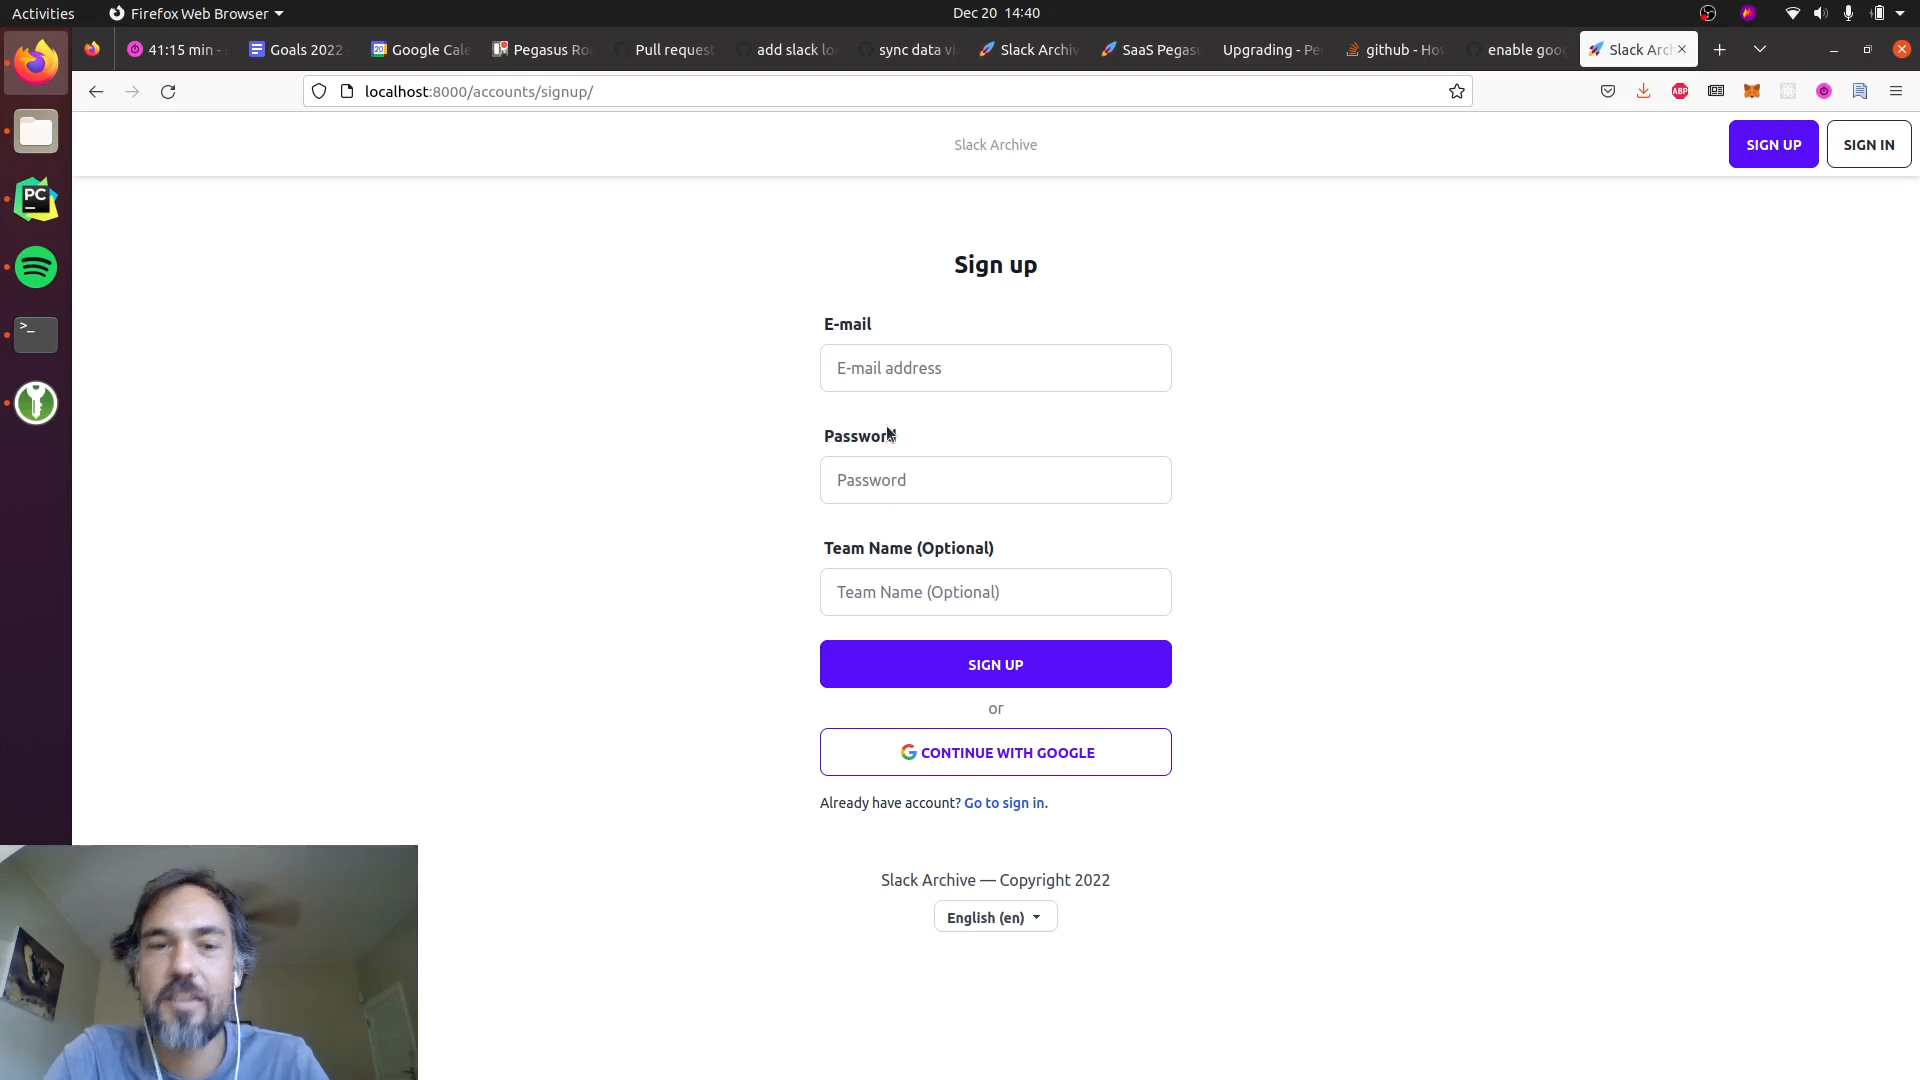 Activities
Firefox Web Browser
Dec 20 14:40
41:15 min -
Goals 2022 -
Google Cale
Pegasus Ro
Pull request
add slack lo
sync data vi
Slack Archiv
SaaS Pegas
Upgrading - Pe
github - Ho
enable goo
Slack Arc
localhost:8000/accounts/signup/
ABP
Slack Archive
SIGN UP
SIGN IN
Sign up
E-mail
E-mail address
Password
Password
Team Name (Optional)
Team Name (Optional)
SIGN UP
or
CONTINUE WITH GOOGLE
Already have account? Go to sign in.
Slack Archive — Copyright 2022
English (en)
PC
>_
20